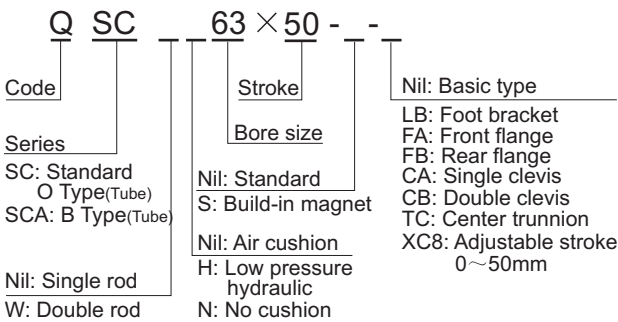 Q SC _ _ 63×50-_-_
Code
Series
SC: Standard
O Type(Tube)
SCA: B Type(Tube)
Nil: Single rod
W: Double rod
Stroke
Bore size
Nil: Standard
S: Build-in magnet
Nil: Air cushion
H: Low pressure
hydraulic
N: No cushion
Nil: Basic type
LB: Foot bracket
FA: Front flange
FB: Rear flange
CA: Single clevis
CB: Double clevis
TC: Center trunnion
XC8: Adjustable stroke
0～50mm